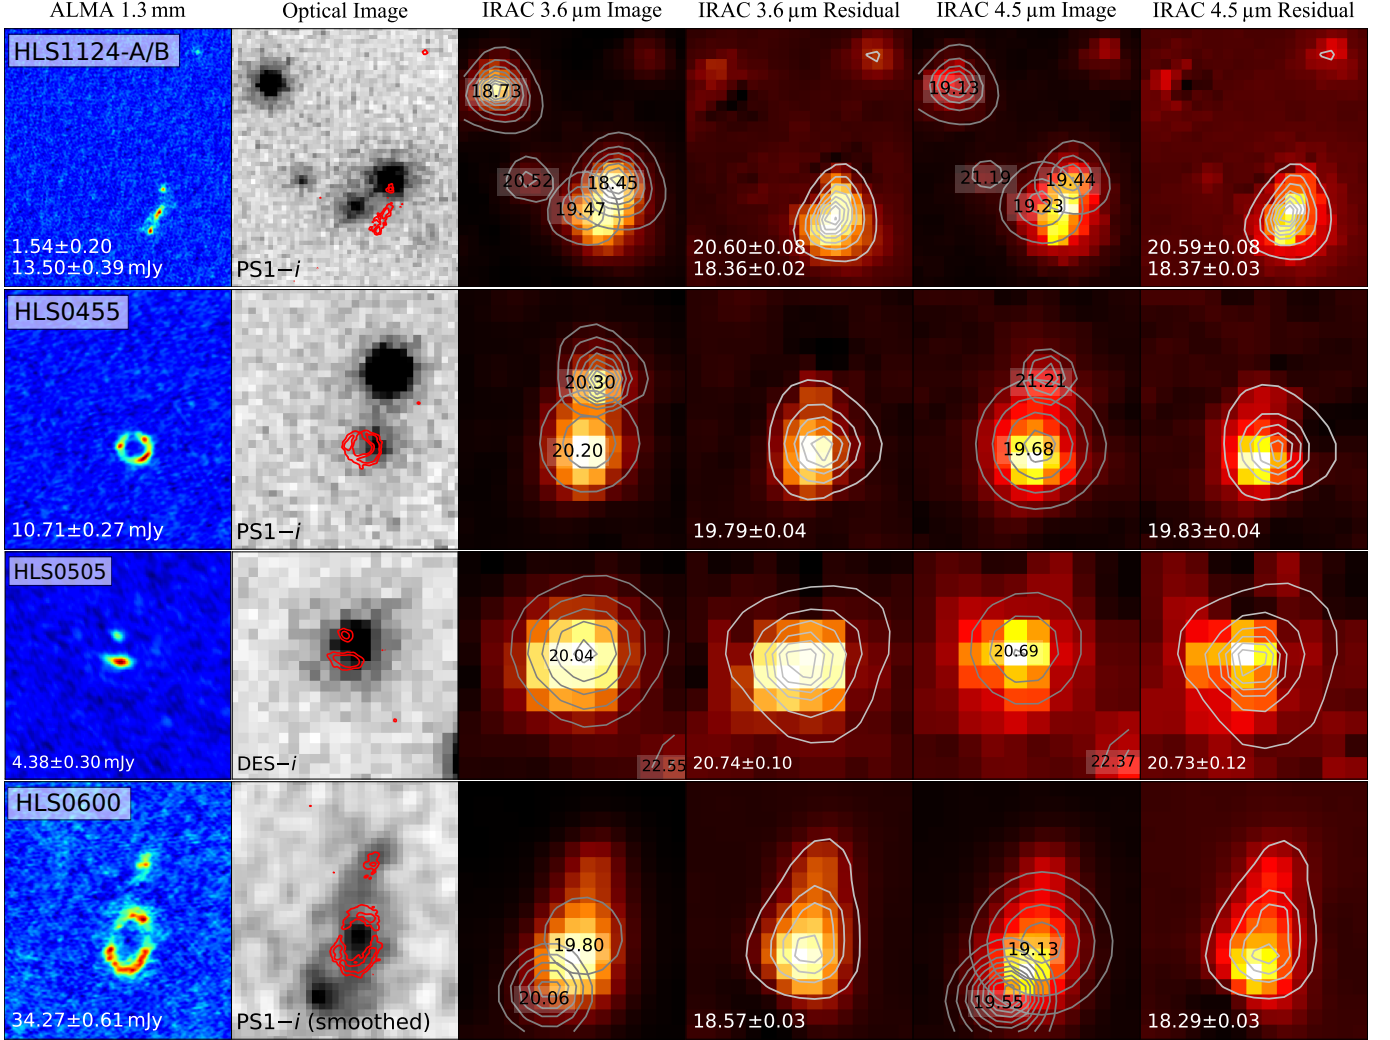 ALMA 1.3 mm Optical Image IRAC 3.6 µm Image IRAC 3.6 µm Residual IRAC 4.5 µm Image IRAC 4.5 µm Residual
HLS1124-A/B
18.73
19.13
20.52
18.45
19.47
21.19
19.44
19.23
1.54±0.20
13.50±0.39 mJy
PS1−i
20.60±0.08
18.36±0.02
20.59±0.08
18.37±0.03
HLS0455
20.30
21.21
20.20
19.68
10.71±0.27 mJy
PS1−i
19.79±0.04
19.83±0.04
HLS0505
20.04
20.69
4.38±0.30 mJy
DES−i
22.55
20.74±0.10
22.37
20.73±0.12
HLS0600
19.80
19.13
20.06
19.55
34.27±0.61 mJy
PS1−i (smoothed)
18.57±0.03
18.29±0.03